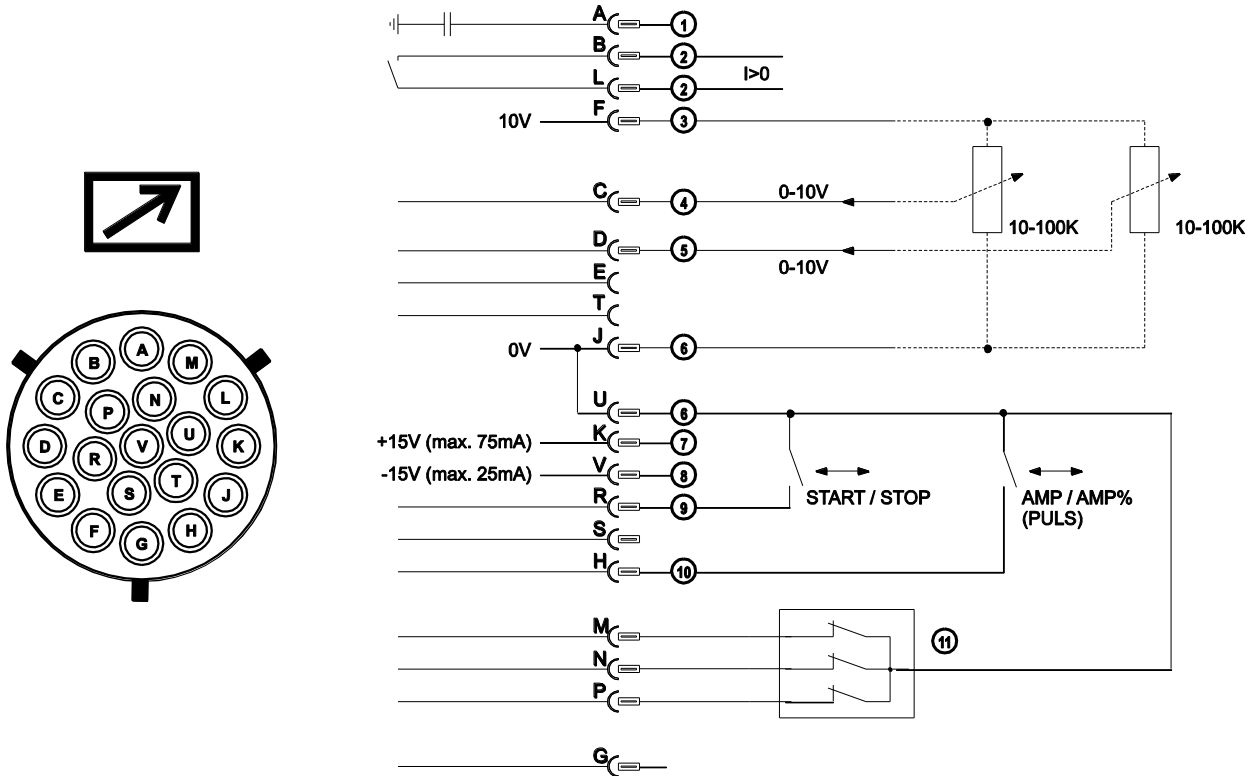 A 1
B 2
I>0
L 2
10V F 3
C 4 0-10V
10-100K 10-100K
D 5
0-10V
E
T
0V J 6
U 6
+15V (max. 75mA) K 7
-15V (max. 25mA) V 8
START / STOP AMP / AMP%
(PULS)
R 9
S
H 10
M 11
N
P
G
A
B M
C N L
P
U
D V K
R
T
S
E J
F H
G